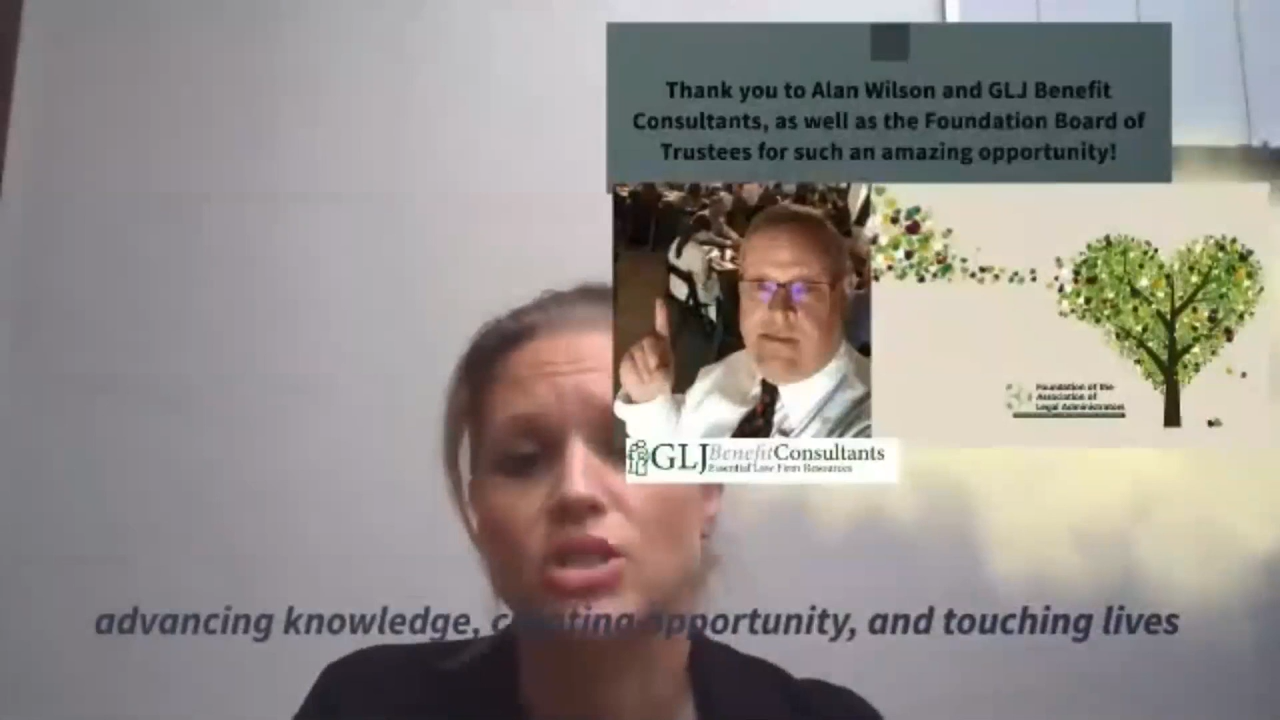 Thank you to Alan Wilson and GLJ Benefit
Consultants, as well as the Foundation Board of
Trustees for such an amazing opportunity!
Foundation of the
Association of
Legal Administrators
GLJ BenefitConsultants
Essential Law Firm Resources
advancing knowledge, creating opportunity, and touching lives